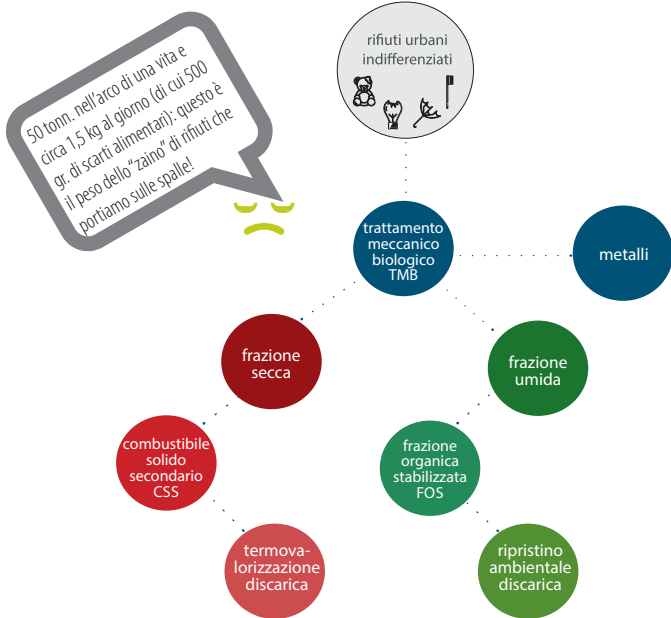 50 tonn. nell'arco di una vita e
circa 1,5 kg al giorno (di cui 500
gr. di scarti alimentari): questo è
il peso dello "zaino" di rifiuti che
portiamo sulle spalle!
rifiuti urbani
indifferenziati
trattamento
meccanico
biologico
TMB
metalli
frazione
secca
frazione
umida
combustibile
solido
secondario
CSS
frazione
organica
stabilizzata
FOS
termova-
lorizzazione
discarica
ripristino
ambientale
discarica